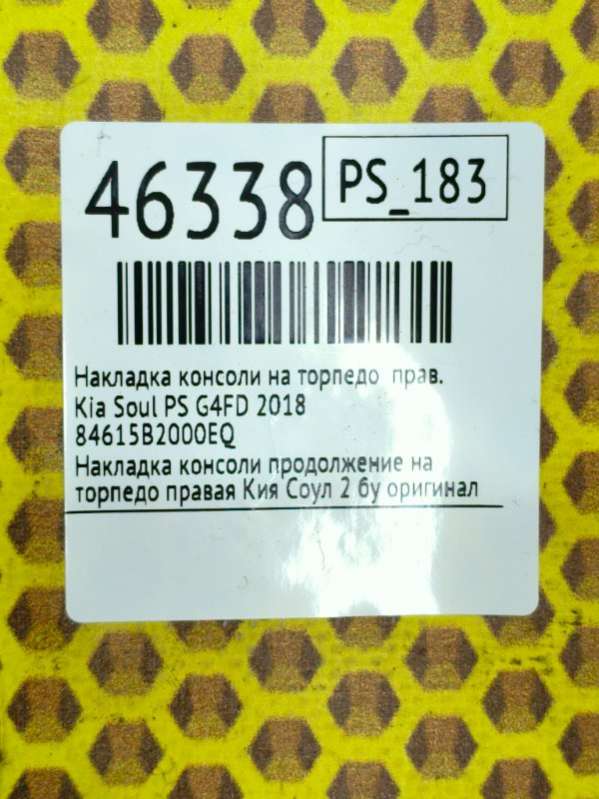 46338
PS_183
Накладка консоли на торпедо прав.
Kia Soul PS G4FD 2018
84615B2000EQ
Накладка консоли продолжение на
торпедо правая Кия Соул 2 бу оригинал